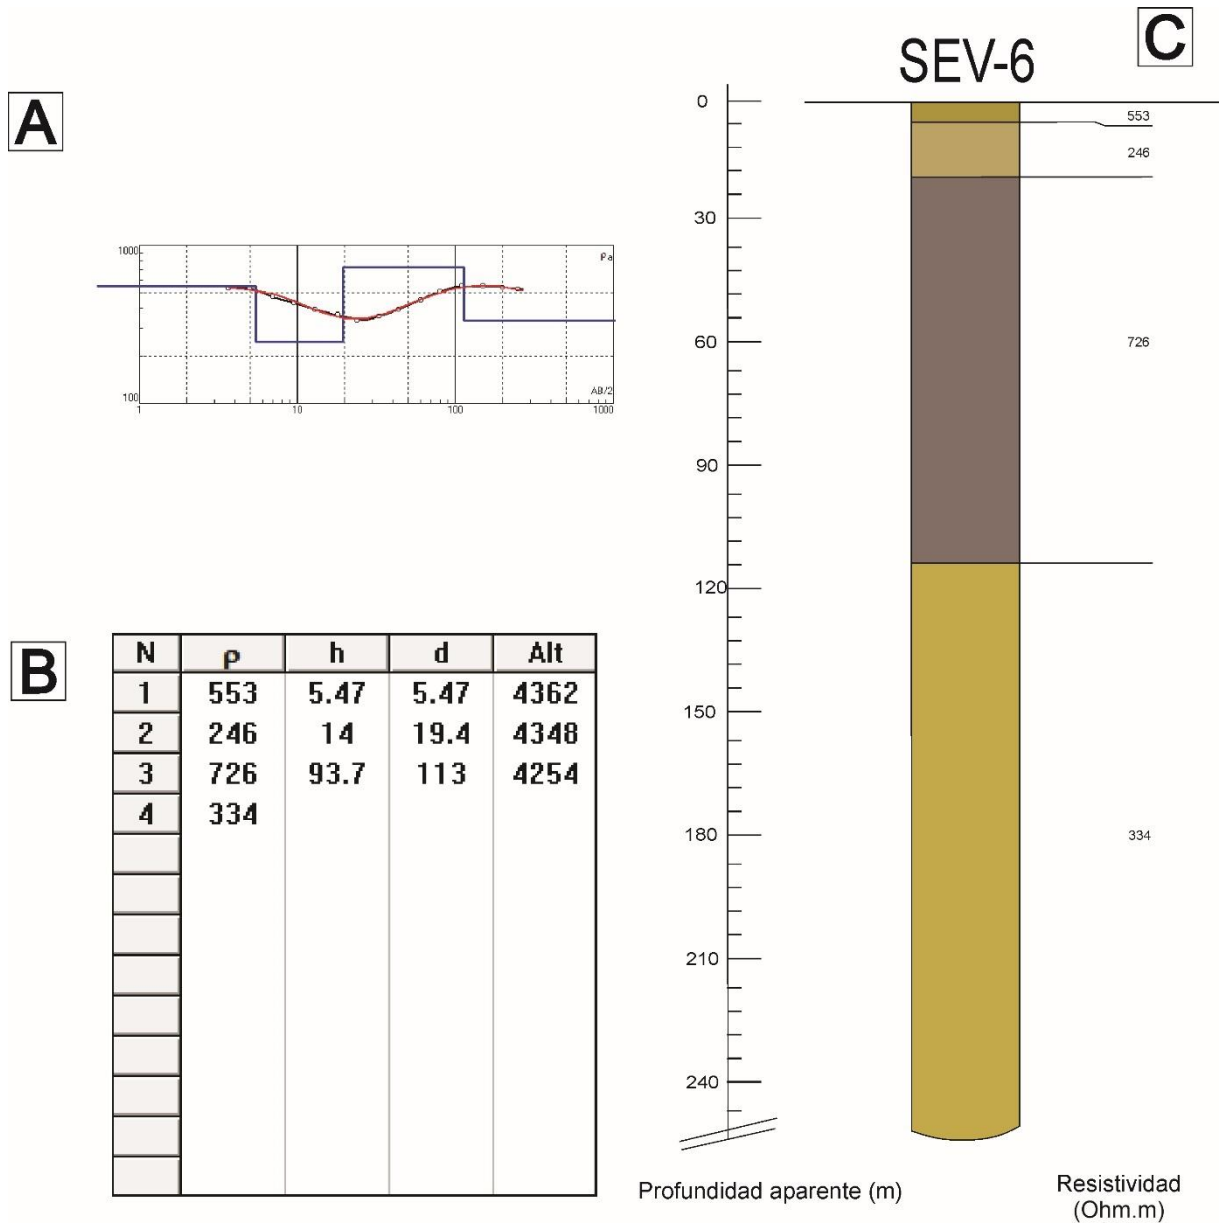 A
1000
ρa
100
AB/2
1
10
100
1000
B
N ρ h d Alt
1 553 5.47 5.47 4362
2 246 14 19.4 4348
3 726 93.7 113 4254
4 334
C
SEV-6
0
30
60
90
120
150
180
210
240
553
246
726
334
Profundidad aparente (m)
Resistividad
(Ohm.m)